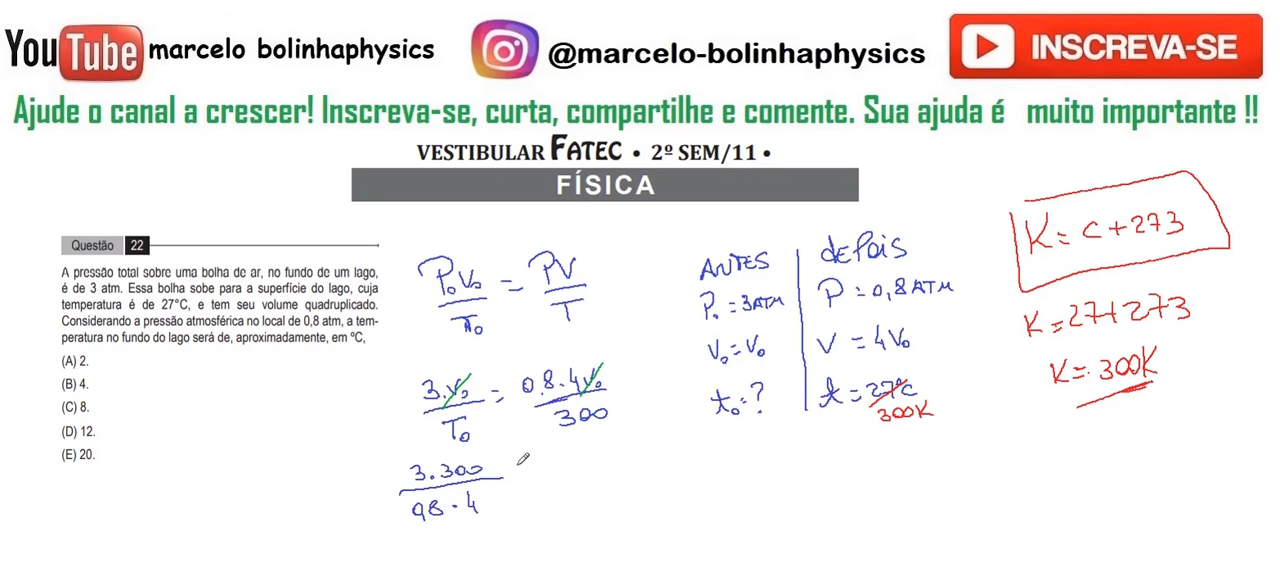 YouTube marcelo bolinhaphysics @marcelo-bolinhaphysics INSCREVA-SE
Ajude o canal a crescer! Inscreva-se, curta, compartilhe e comente. Sua ajuda é muito importante !!
VESTIBULAR FATEC • 2º SEM/11 •
FÍSICA
Questão 22
A pressão total sobre uma bolha de ar, no fundo de um lago,
é de 3 atm. Essa bolha sobe para a superfície do lago, cuja
temperatura é de 27°C, e tem seu volume quadruplicado.
Considerando a pressão atmosférica no local de 0,8 atm, a tem-
peratura no fundo do lago será de, aproximadamente, em ºC,
(A) 2.
(B) 4.
(C) 8.
(D) 12.
(E) 20.
P₀V₀ = PV
T₀ T
3.V₀ = 0,8.4V₀
T₀ 300
3.300
0,8.4
ANTES
P₀ = 3ATM
V₀ = V₀
t₀ = ?
dEPOIS
P = 0,8 ATM
V = 4V₀
t = 27°C
300K
K = C + 273
K = 27 + 273
K = 300K